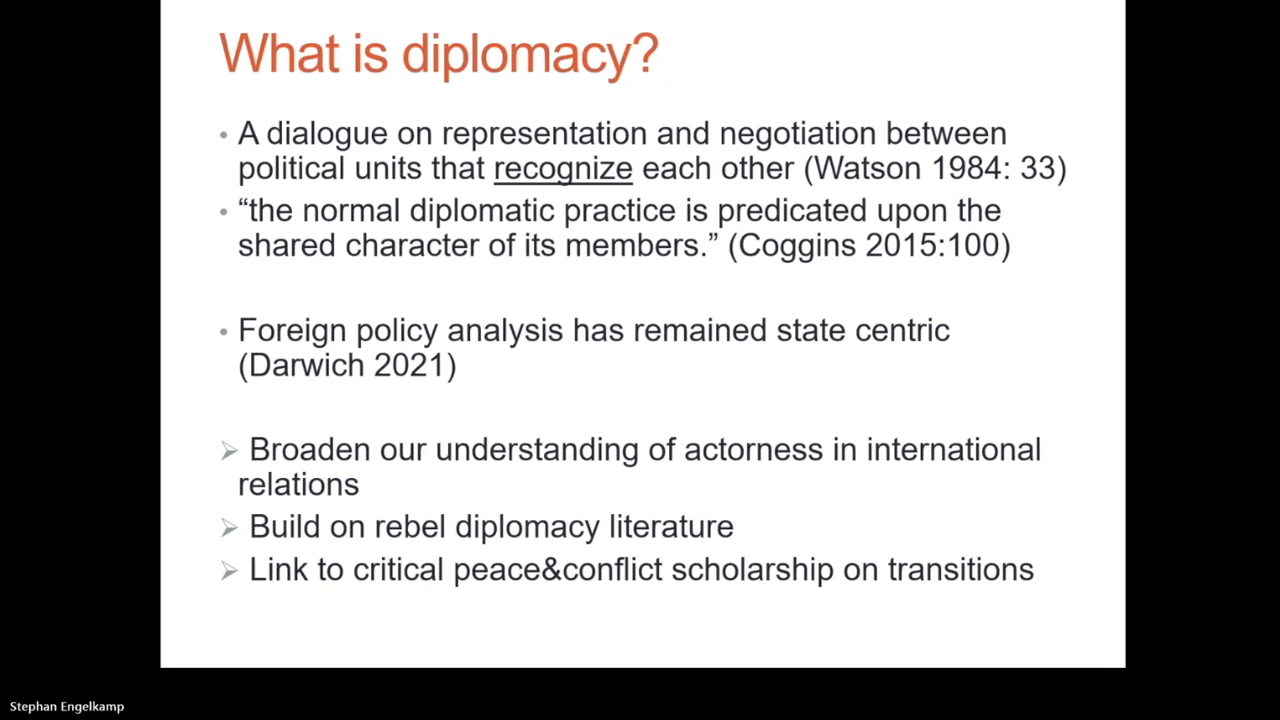 What is diplomacy?
• A dialogue on representation and negotiation between
political units that recognize each other (Watson 1984: 33)
• “the normal diplomatic practice is predicated upon the
shared character of its members.” (Coggins 2015:100)
• Foreign policy analysis has remained state centric
(Darwich 2021)
➢ Broaden our understanding of actorness in international
relations
➢ Build on rebel diplomacy literature
➢ Link to critical peace&conflict scholarship on transitions
Stephan Engelkamp